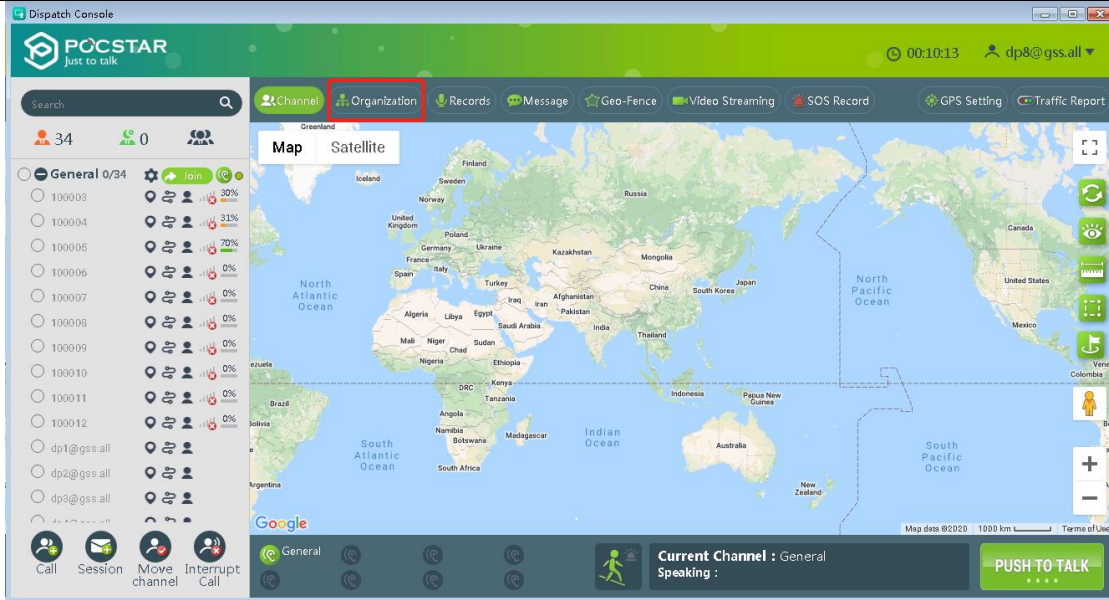 Dispatch Console
POCSTAR
Just to talk
00:10:13
dp8@gss.all
Search
Channel
Organization
Records
Message
Geo-Fence
Video Streaming
SOS Record
GPS Setting
Traffic Report
34
0
General 0/34
Join
100003
30%
100004
31%
100005
70%
100006
0%
100007
0%
100008
0%
100009
0%
100010
0%
100011
0%
100012
0%
dp1@gss.all
dp2@gss.all
dp3@gss.all
Call
Session
Move
channel
Interrupt
Call
Map
Satellite
Greenland
Iceland
Finland
Sweden
Norway
Russia
United
Kingdom
Poland
Germany
Ukraine
France
Kazakhstan
Mongolia
Italy
Spain
Turkey
China
Japan
South Korea
Iraq
Iran
Afghanistan
Pakistan
Algeria
Libya
Egypt
Saudi Arabia
India
Thailand
Mali
Niger
Chad
Sudan
Nigeria
Ethiopia
Kenya
DRC
Tanzania
Indonesia
Papua New
Guinea
Angola
Namibia
Botswana
Madagascar
South Africa
Australia
New
Zealand
North
Atlantic
Ocean
South
Atlantic
Ocean
Indian
Ocean
North
Pacific
Ocean
South
Pacific
Ocean
Canada
United States
Mexico
Vene
Colombia
ezuela
Brazil
Bolivia
Argentina
Google
Map data ©2020
1000 km
Terms of Use
General
Current Channel : General
Speaking :
PUSH TO TALK